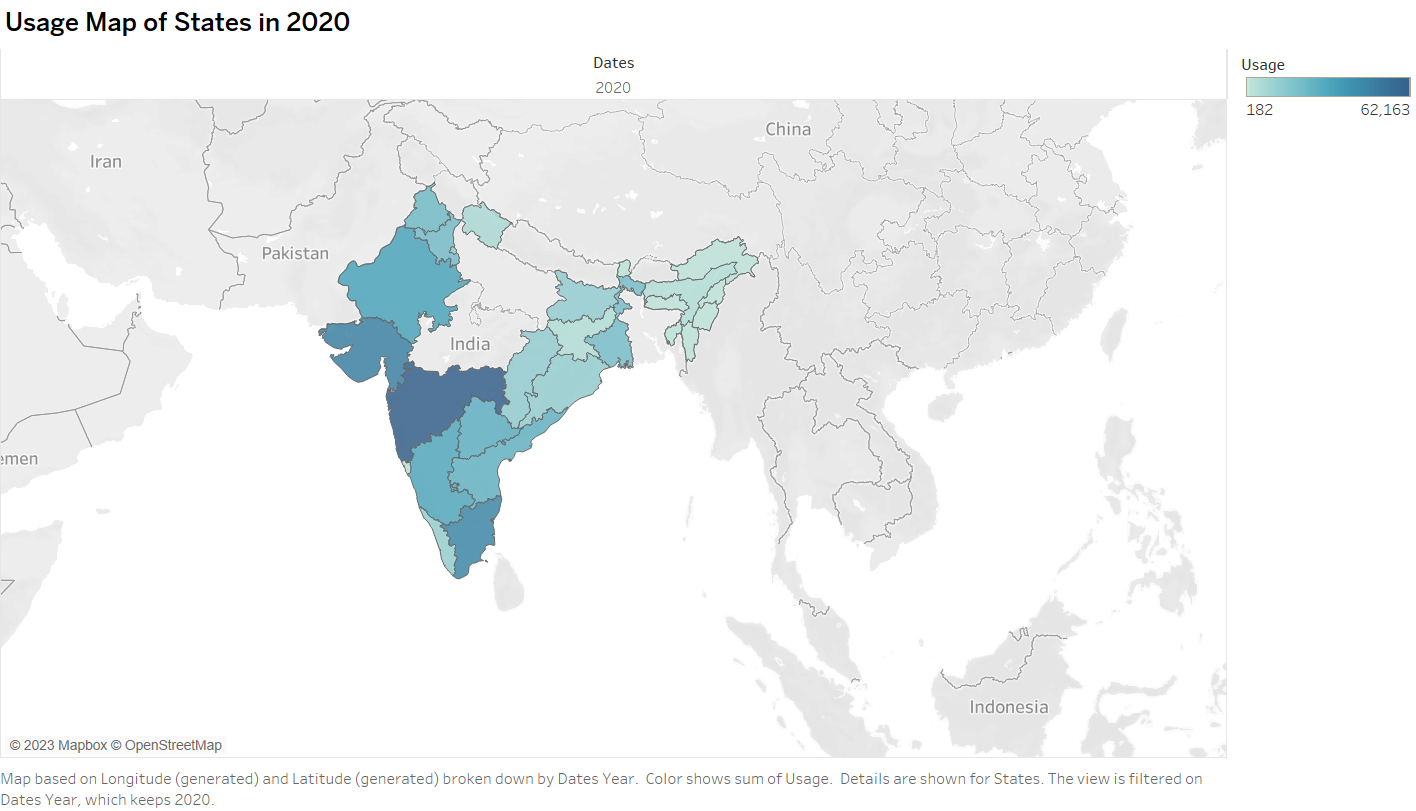 Usage Map of States in 2020
Dates
2020
Usage
182 62,163
China
Iran
Pakistan
India
emen
Indonesia
© 2023 Mapbox © OpenStreetMap
Map based on Longitude (generated) and Latitude (generated) broken down by Dates Year.  Color shows sum of Usage.  Details are shown for States. The view is filtered on
Dates Year, which keeps 2020.